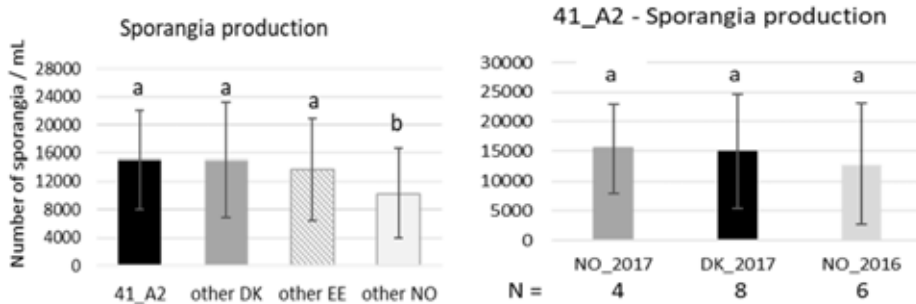 Sporangia production
Number of sporangia / mL
28000
24000
20000
16000
12000
8000
4000
0
a
a
a
b
41_A2 other DK other EE other NO
41_A2 - Sporangia production
30000
25000
20000
15000
10000
5000
0
a
a
a
NO_2017 DK_2017 NO_2016
N = 4 8 6